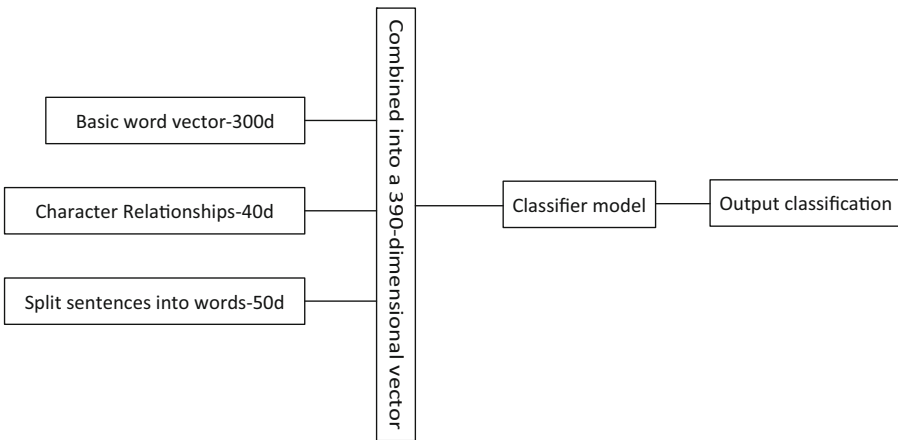 Basic word vector-300d
Character Relationships-40d
Split sentences into words-50d
Combined into a 390-dimensional vector
Classifier model
Output classification